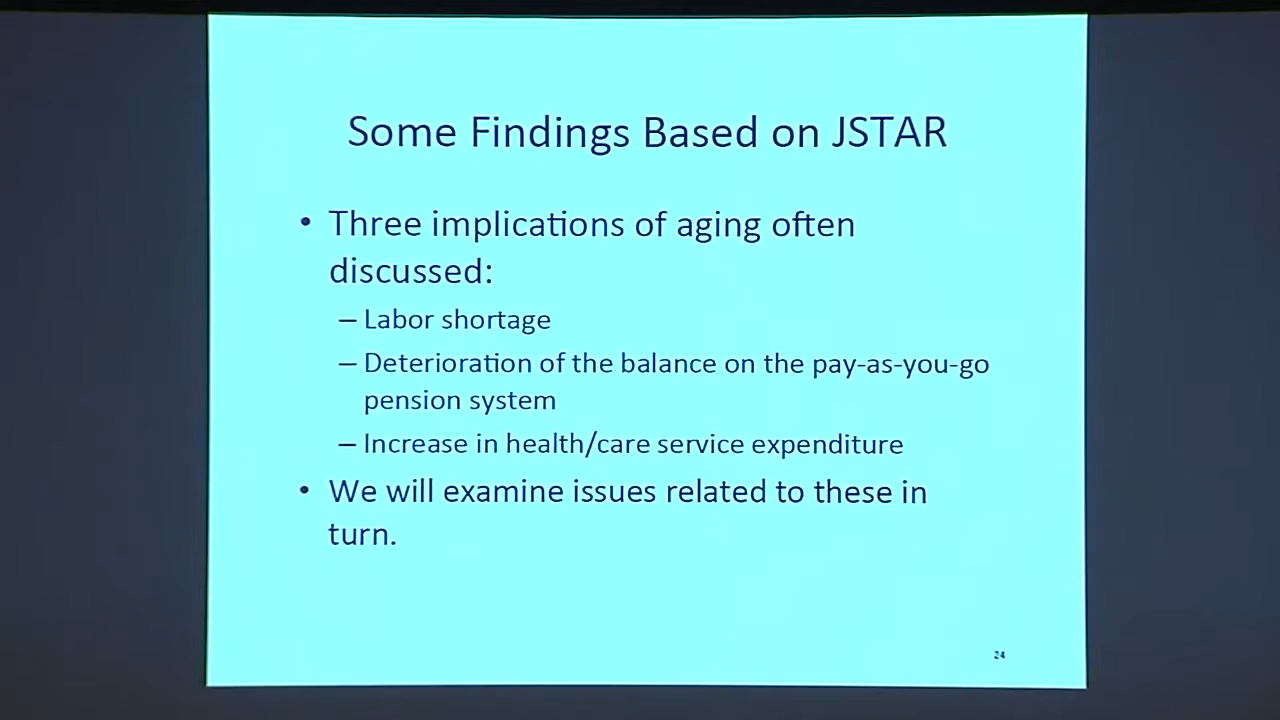 Some Findings Based on JSTAR
• Three implications of aging often
discussed:
– Labor shortage
– Deterioration of the balance on the pay-as-you-go
pension system
– Increase in health/care service expenditure
• We will examine issues related to these in
turn.
24